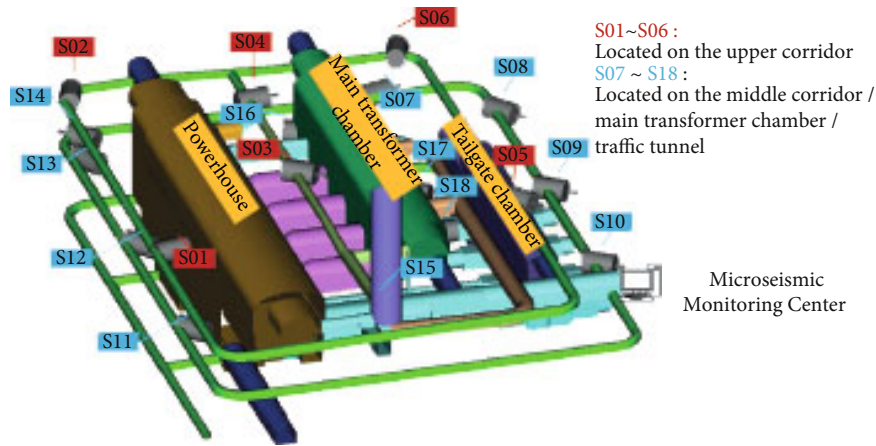 S06
S02
S04
S01~S06 :
Located on the upper corridor
S07 ~ S18 :
Located on the middle corridor /
main transformer chamber /
traffic tunnel
S08
S14
S16
S07
Main transformer
chamber
Powerhouse
S13
S03
S17
S05
S09
Tailgate chamber
S18
S12
S01
S10
S15
S11
Microseismic
Monitoring Center